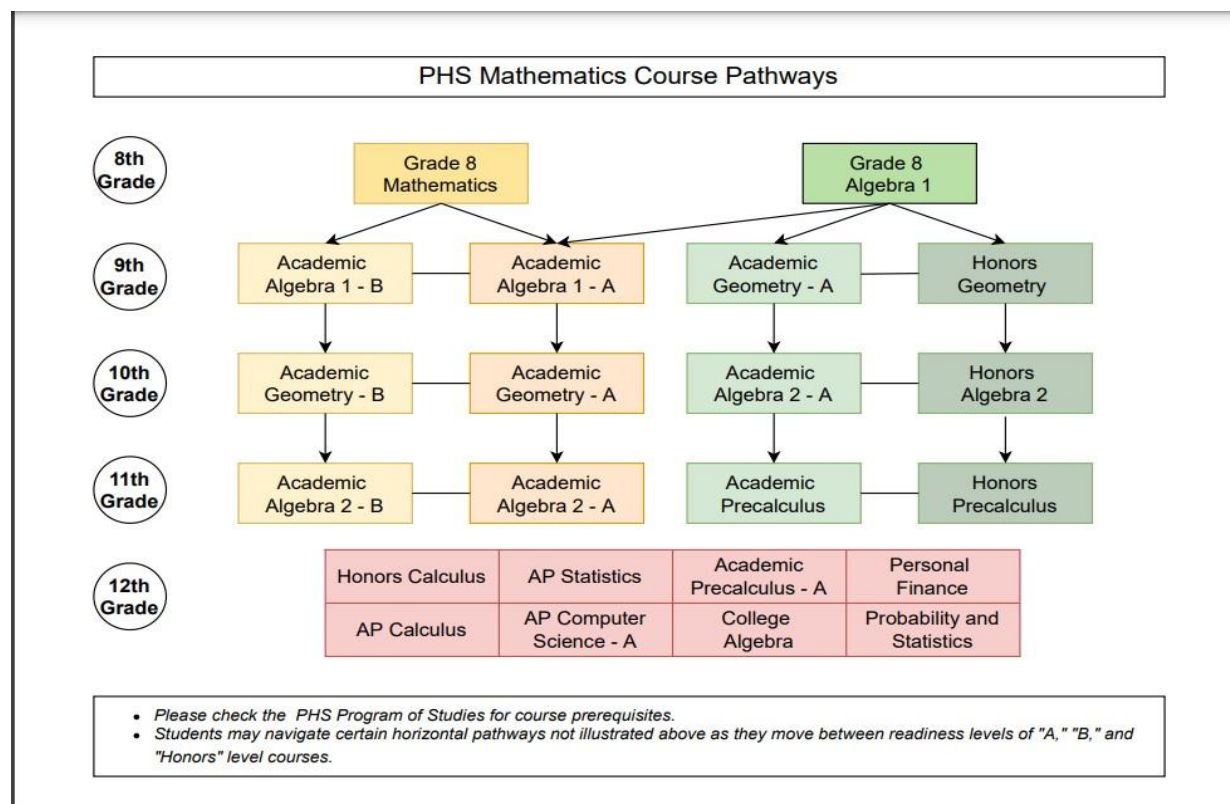 PHS Mathematics Course Pathways
8th
Grade
Grade 8
Mathematics
Grade 8
Algebra 1
9th
Grade
Academic
Algebra 1 - B
Academic
Algebra 1 - A
Academic
Geometry - A
Honors
Geometry
10th
Grade
Academic
Geometry - B
Academic
Geometry - A
Academic
Algebra 2 - A
Honors
Algebra 2
11th
Grade
Academic
Algebra 2 - B
Academic
Algebra 2 - A
Academic
Precalculus
Honors
Precalculus
12th
Grade
Honors Calculus
AP Statistics
Academic
Precalculus - A
Personal
Finance
AP Calculus
AP Computer
Science - A
College
Algebra
Probability and
Statistics
• Please check the PHS Program of Studies for course prerequisites.
• Students may navigate certain horizontal pathways not illustrated above as they move between readiness levels of "A," "B," and
"Honors" level courses.